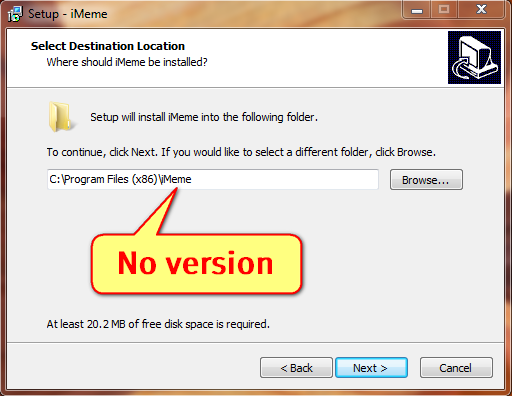 Setup - iMeme
Select Destination Location
Where should iMeme be installed?
Setup will install iMeme into the following folder.
To continue, click Next. If you would like to select a different folder, click Browse.
C:\Program Files (x86)\iMeme
Browse...
No version
At least 20.2 MB of free disk space is required.
< Back
Next >
Cancel